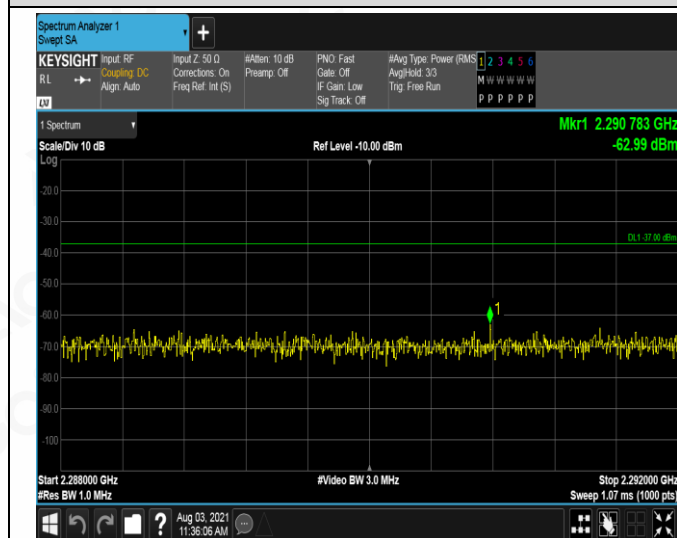 Spectrum Analyzer 1
Swept SA
+
KEYSIGHT Input: RF Input Z: 50 Ω #Atten: 10 dB PNO: Fast #Avg Type: Power (RMS 1 2 3 4 5 6
RL Coupling: DC Corrections: On Preamp: Off Gate: Off Avg|Hold: 3/3 M W W W W W
Align: Auto Freq Ref: Int (S) IF Gain: Low Trig: Free Run
Sig Track: Off P P P P P P
LXI
1 Spectrum Mkr1 2.290 783 GHz
Scale/Div 10 dB Ref Level -10.00 dBm -62.99 dBm
Log
-20.0
-30.0
DL1 -37.00 dBm
-40.0
-50.0
-60.0
1
-70.0
-80.0
-90.0
-100
Start 2.288000 GHz #Video BW 3.0 MHz Stop 2.292000 GHz
#Res BW 1.0 MHz Sweep 1.07 ms (1000 pts)
? Aug 03, 2021
11:36:06 AM